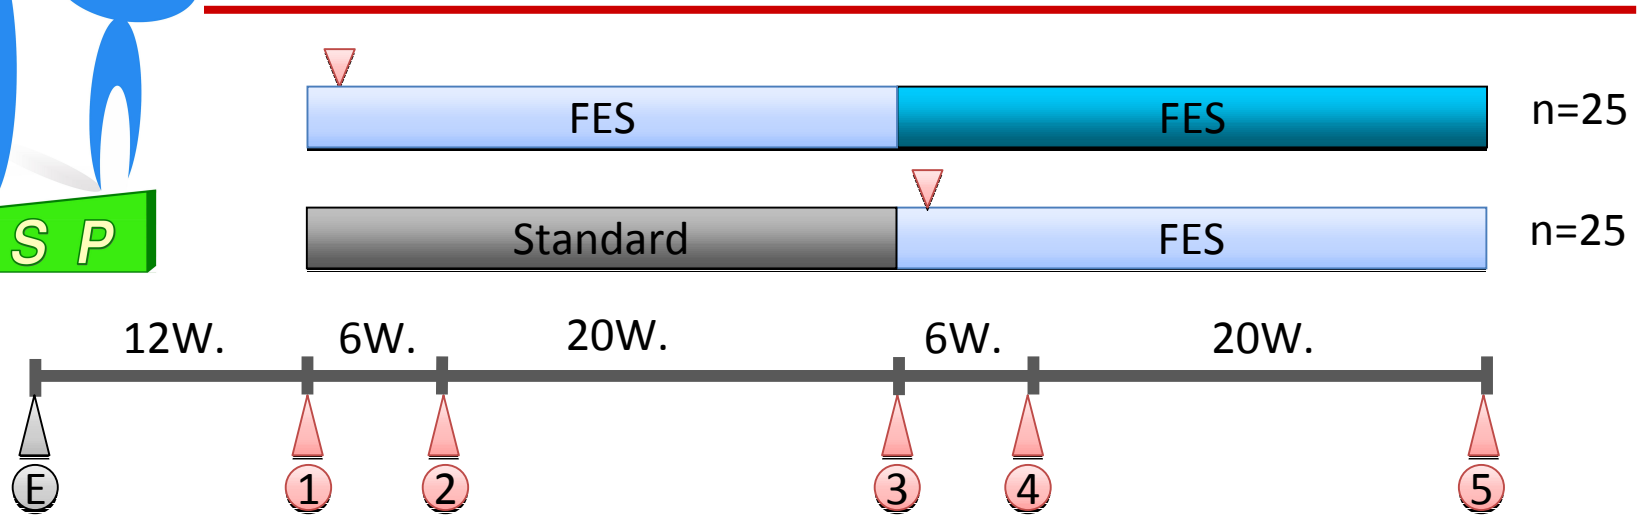 FES FES n=25
Standard FES n=25
S P
12W. 6W. 20W. 6W. 20W.
E 1 2 3 4 5